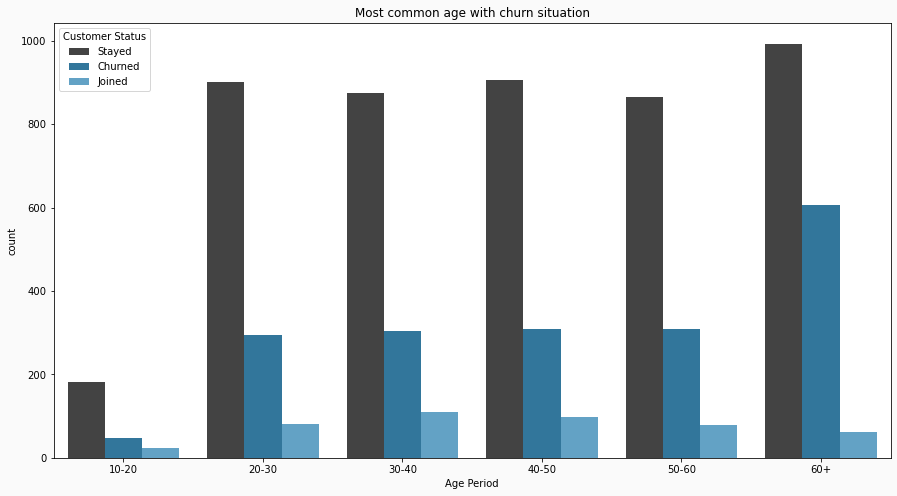 Most common age with churn situation
Customer Status
Stayed
Churned
Joined
1000
800
600
400
200
0
count
10-20
20-30
30-40
40-50
50-60
60+
Age Period